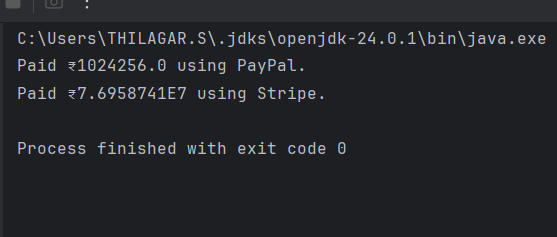 C:\Users\THILAGAR.S\.jdks\openjdk-24.0.1\bin\java.exe
Paid ₹1024256.0 using PayPal.
Paid ₹7.6958741E7 using Stripe.
Process finished with exit code 0